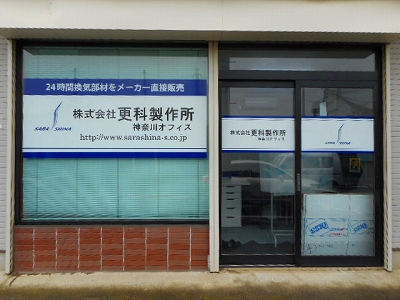 24時間換気部材をメーカー直接販売
株式会社 更科製作所
神奈川オフィス
SARA SHINA
http://www.sarashina-s.co.jp
株式会社 更科製作所
神奈川オフィス
SARA SHINA